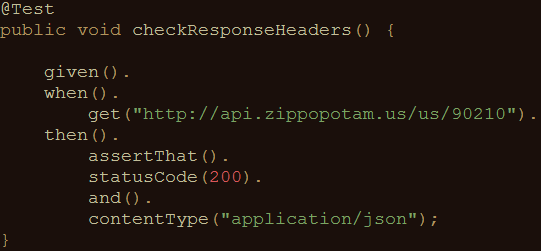 @Test
public void checkResponseHeaders() {
given().
when().
get("http://api.zippopotam.us/us/90210").
then().
assertThat().
statusCode(200).
and().
contentType("application/json");
}